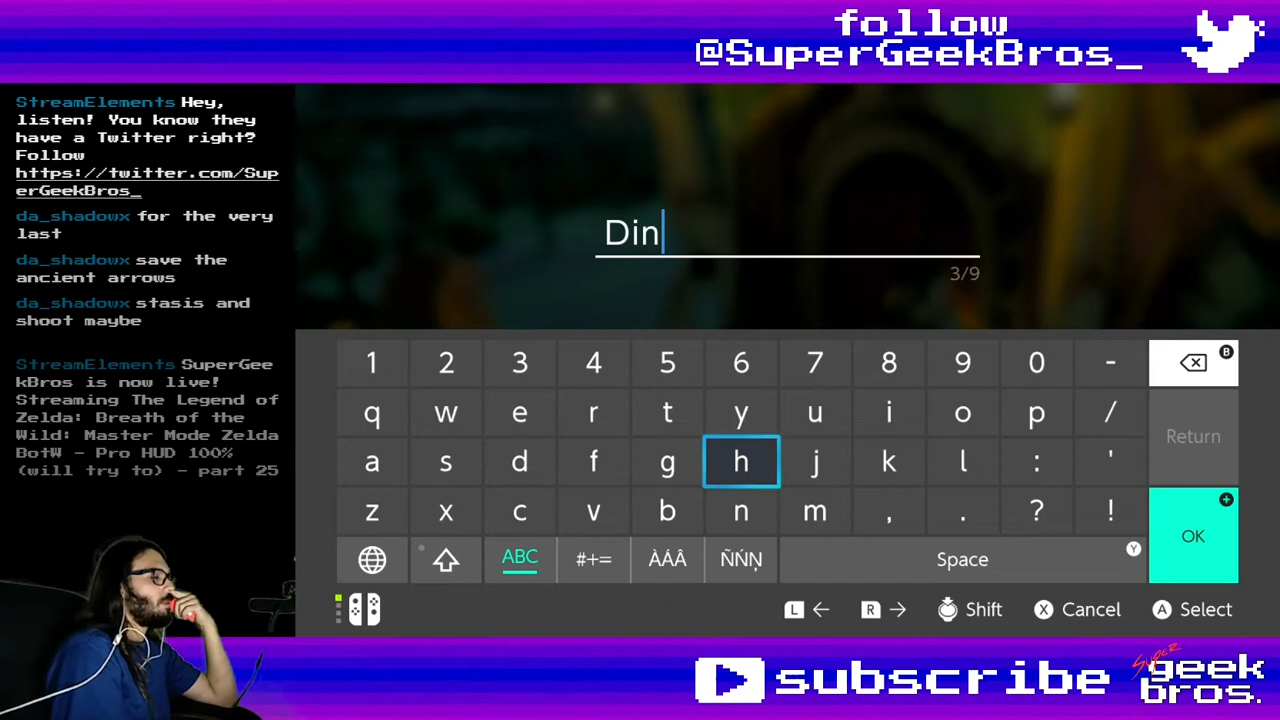 follow
@SuperGeekBros_
StreamElements Hey,
listen! You know they
have a Twitter right?
Follow
https://twitter.com/Sup
erGeekBros_
da_shadowx for the very
last
da_shadowx save the
ancient arrows
da_shadowx stasis and
shoot maybe
StreamElements SuperGee
kBros is now live!
Streaming The Legend of
Zelda: Breath of the
Wild: Master Mode Zelda
BotW - Pro HUD 100%
(will try to) - part 25
Din
3/9
1 2 3 4 5 6 7 8 9 0 - B
q w e r t y u i o p / Return
a s d f g h j k l : '
z x c v b n m , . ? ! OK
ABC #+= ÀÁÂ ÑŃŅ Space Y
L ← R → Shift X Cancel A Select
subscribe
SUPER
geek
bros.